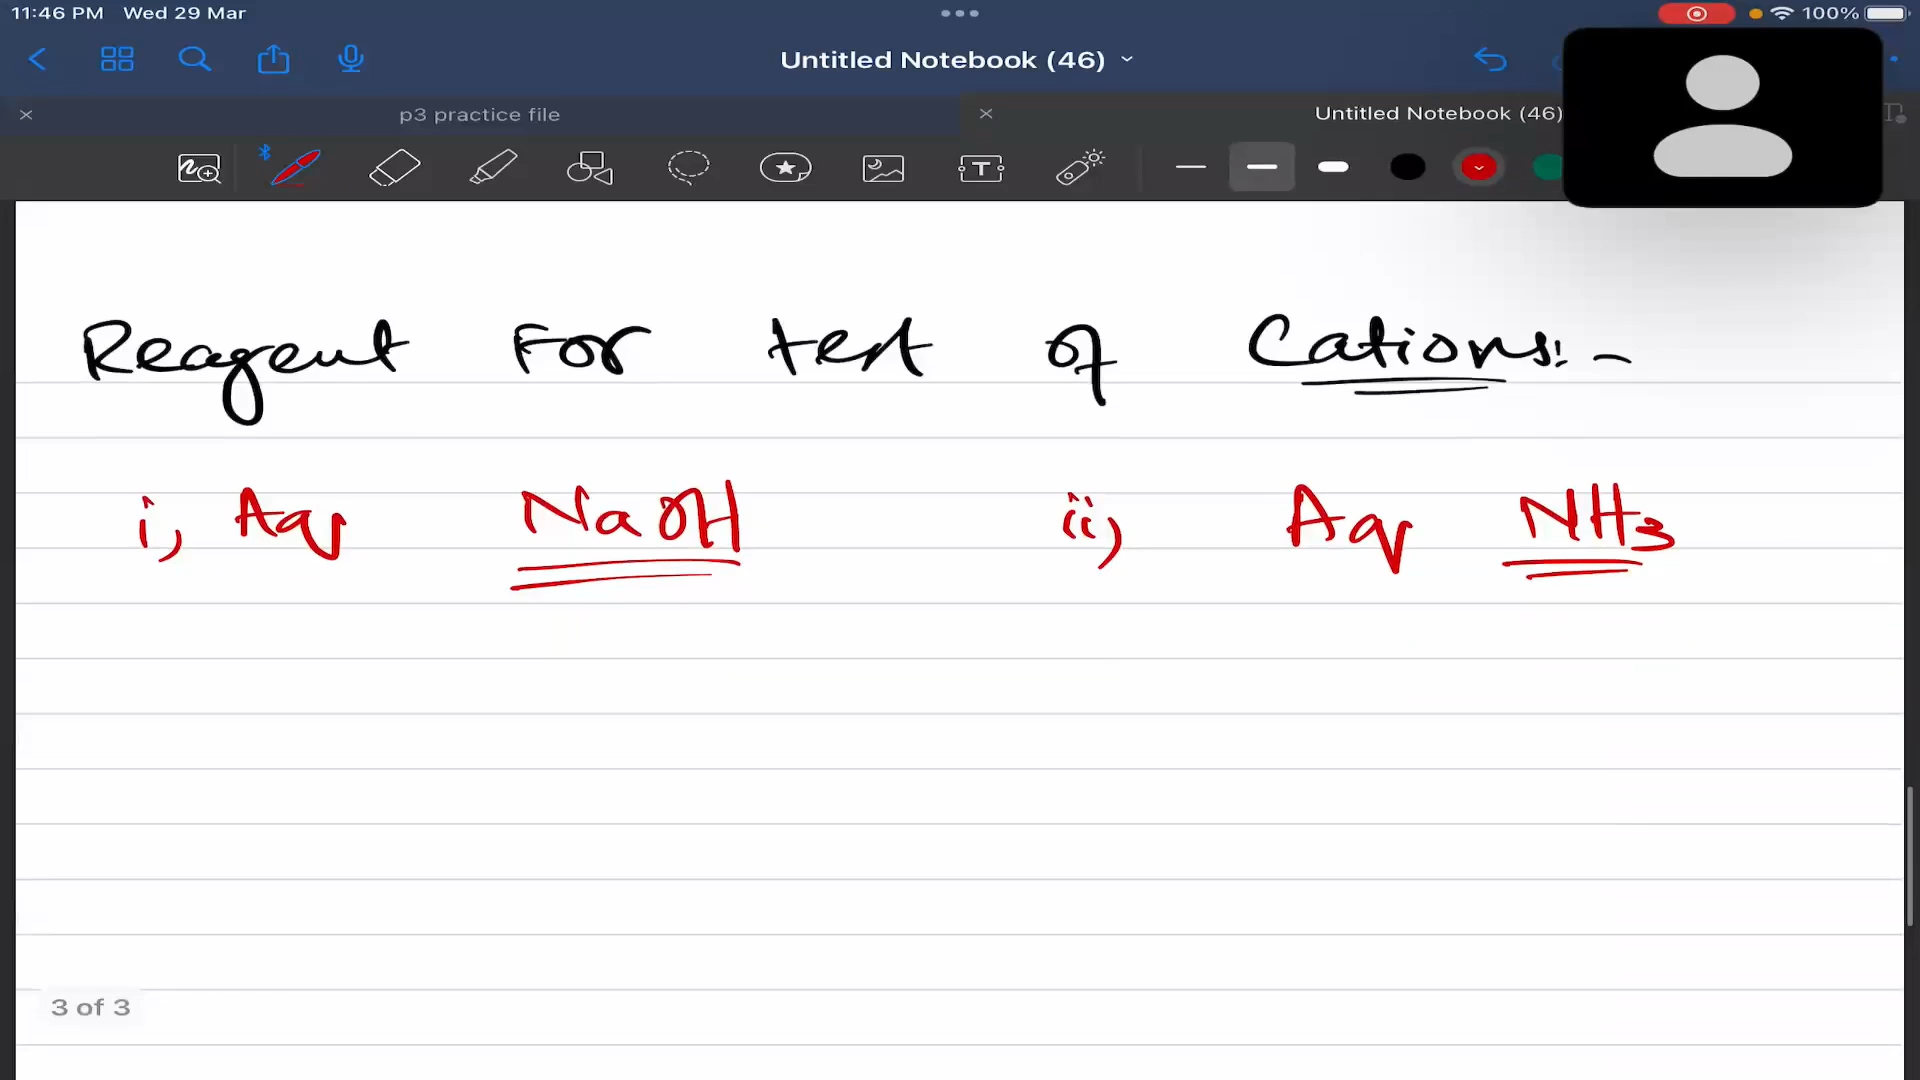 11:46 PM Wed 29 Mar
100%
Untitled Notebook (46)
p3 practice file
Untitled Notebook (46)
Reagent For test of Cations:-
i, Aq NaOH ii, Aq NH3
3 of 3